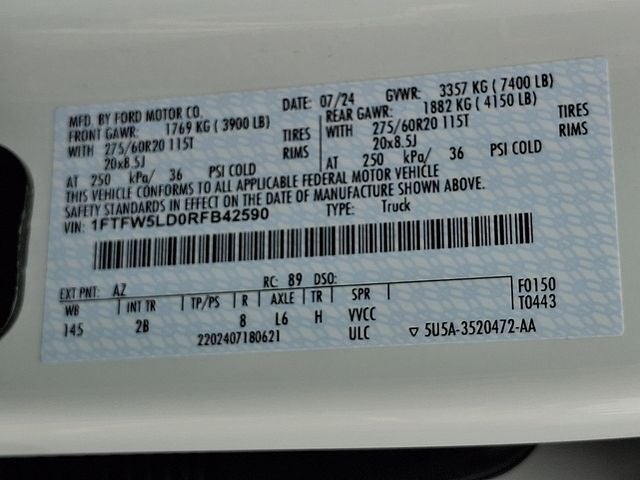 MFD. BY FORD MOTOR CO. DATE: 07/24 GVWR: 3357 KG ( 7400 LB)
FRONT GAWR: 1769 KG ( 3900 LB) REAR GAWR: 1882 KG ( 4150 LB)
WITH 275/60R20 115T TIRES WITH 275/60R20 115T TIRES
20x8.5J RIMS 20x8.5J RIMS
AT 250 kPa/ 36 PSI COLD AT 250 kPa/ 36 PSI COLD
THIS VEHICLE CONFORMS TO ALL APPLICABLE FEDERAL MOTOR VEHICLE
SAFETY STANDARDS IN EFFECT ON THE DATE OF MANUFACTURE SHOWN ABOVE.
VIN: 1FTFW5LD0RFB42590 TYPE: Truck
EXT PNT: AZ RC: 89 DSO: F0150
WB INT TR TP/PS R AXLE TR SPR T0443
145 2B 8 L6 H VVCC
2202407180621 ULC ▽ 5U5A-3520472-AA